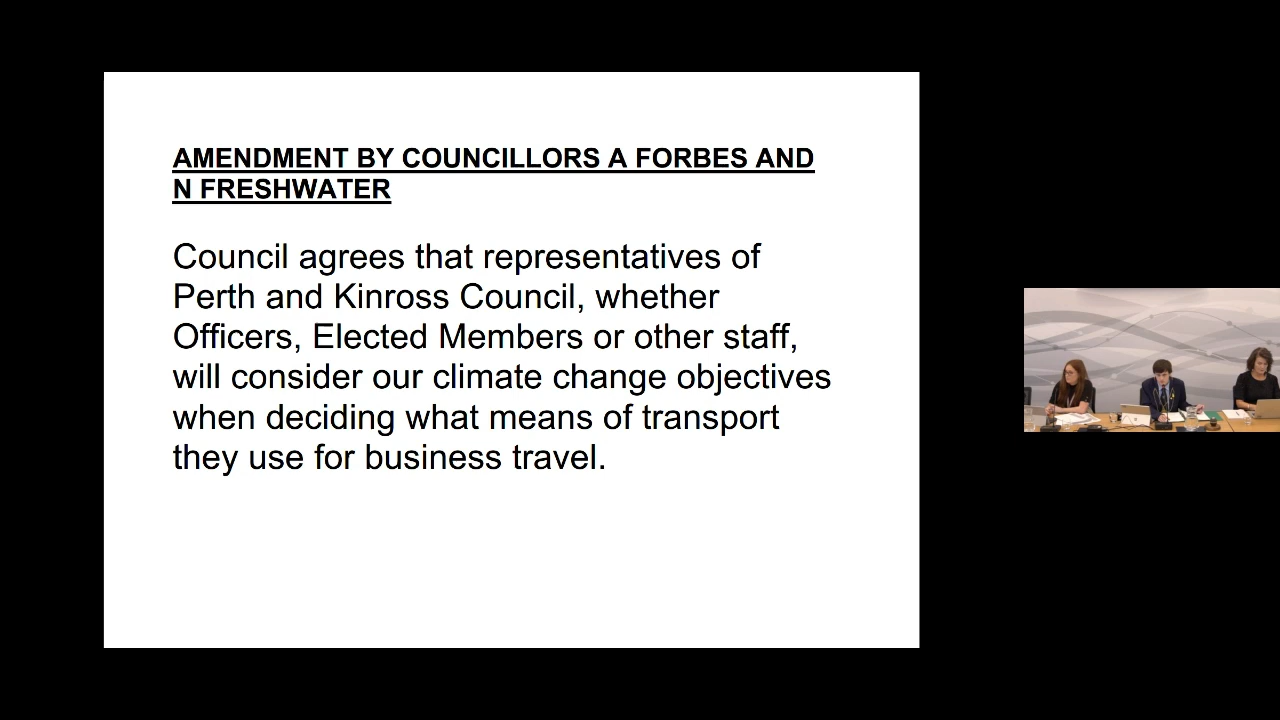 AMENDMENT BY COUNCILLORS A FORBES AND
N FRESHWATER
Council agrees that representatives of
Perth and Kinross Council, whether
Officers, Elected Members or other staff,
will consider our climate change objectives
when deciding what means of transport
they use for business travel.